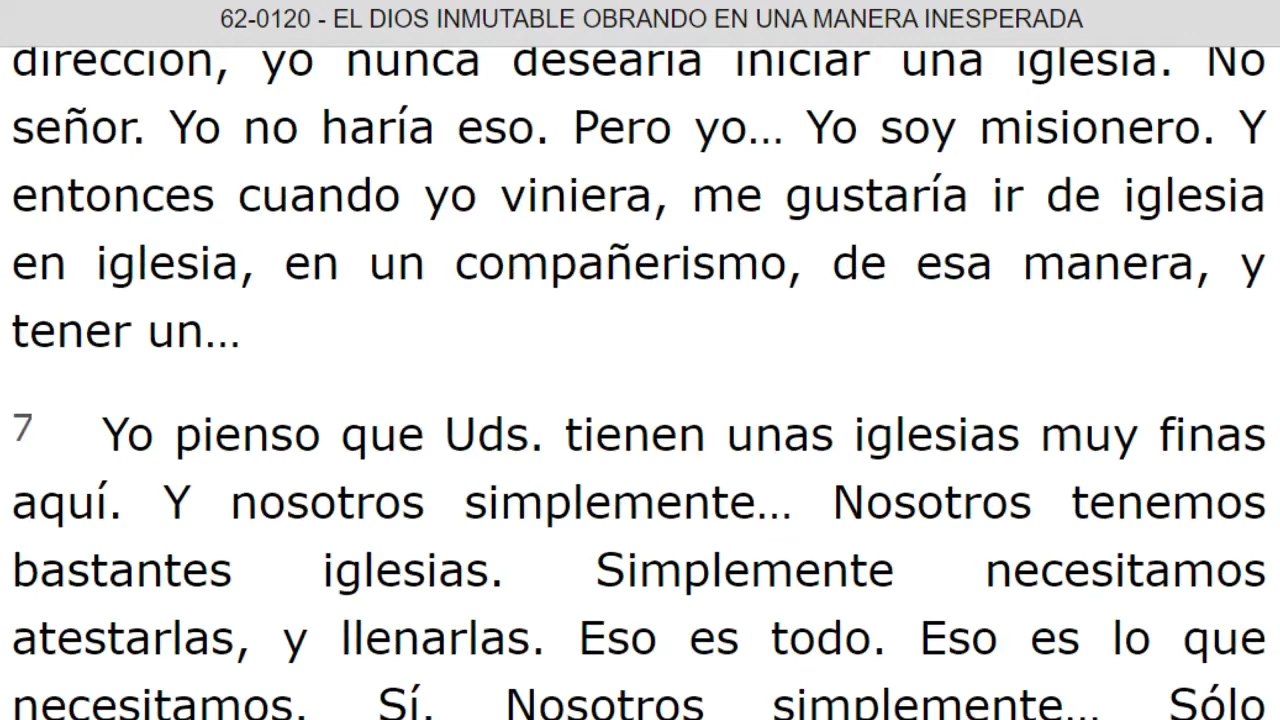 62-0120 - EL DIOS INMUTABLE OBRANDO EN UNA MANERA INESPERADA
dirección, yo nunca desearía iniciar una iglesia. No
señor. Yo no haría eso. Pero yo… Yo soy misionero. Y
entonces cuando yo viniera, me gustaría ir de iglesia
en iglesia, en un compañerismo, de esa manera, y
tener un…
7 Yo pienso que Uds. tienen unas iglesias muy finas
aquí. Y nosotros simplemente… Nosotros tenemos
bastantes iglesias. Simplemente necesitamos
atestarlas, y llenarlas. Eso es todo. Eso es lo que
necesitamos. Sí. Nosotros simplemente… Sólo